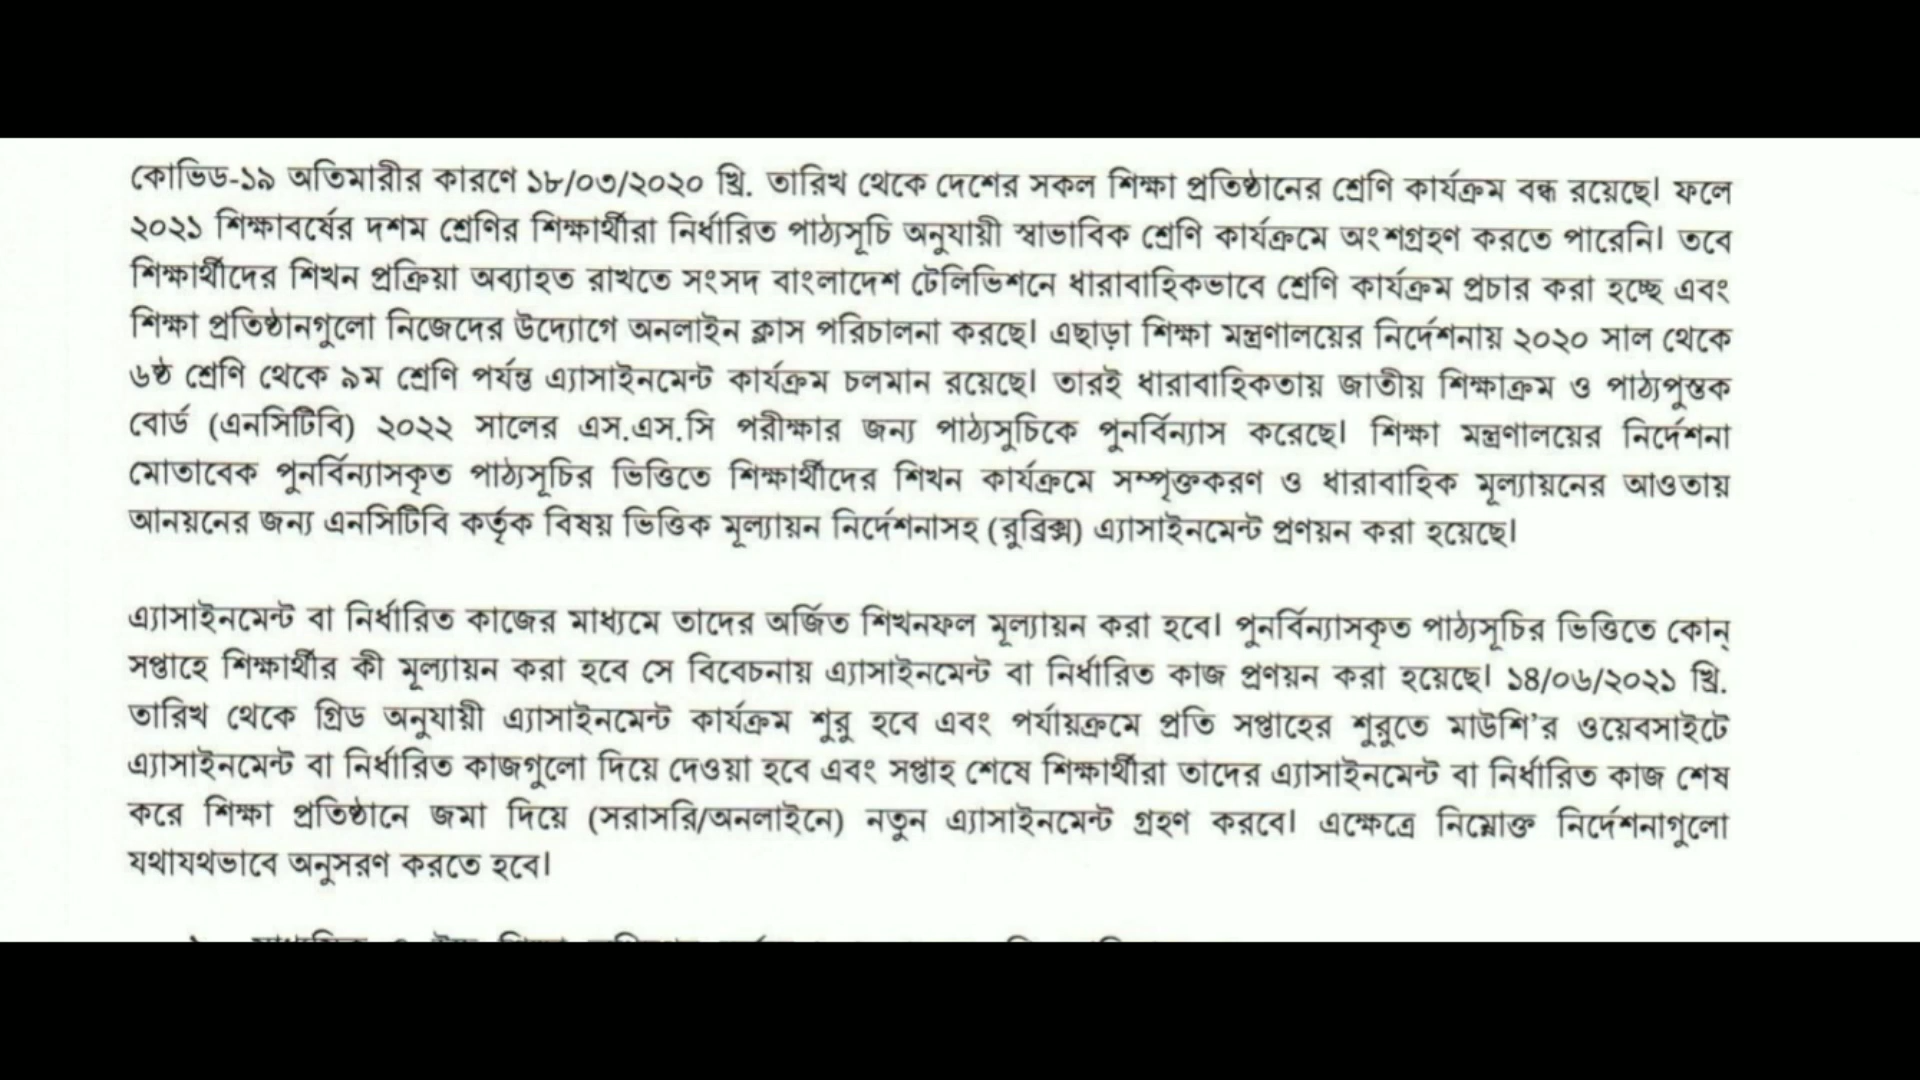 কোভিড-১৯ অতিমারীর কারণে ১৮/০৩/২০২০ খ্রি. তারিখ থেকে দেশের সকল শিক্ষা প্রতিষ্ঠানের শ্রেণি কার্যক্রম বন্ধ রয়েছে। ফলে
২০২১ শিক্ষাবর্ষের দশম শ্রেণির শিক্ষার্থীরা নির্ধারিত পাঠ্যসূচি অনুযায়ী স্বাভাবিক শ্রেণি কার্যক্রমে অংশগ্রহণ করতে পারেনি। তবে
শিক্ষার্থীদের শিখন প্রক্রিয়া অব্যাহত রাখতে সংসদ বাংলাদেশ টেলিভিশনে ধারাবাহিকভাবে শ্রেণি কার্যক্রম প্রচার করা হচ্ছে এবং
শিক্ষা প্রতিষ্ঠানগুলো নিজেদের উদ্যোগে অনলাইন ক্লাস পরিচালনা করছে। এছাড়া শিক্ষা মন্ত্রণালয়ের নির্দেশনায় ২০২০ সাল থেকে
৬ষ্ঠ শ্রেণি থেকে ৯ম শ্রেণি পর্যন্ত এ্যাসাইনমেন্ট কার্যক্রম চলমান রয়েছে। তারই ধারাবাহিকতায় জাতীয় শিক্ষাক্রম ও পাঠ্যপুস্তক
বোর্ড (এনসিটিবি) ২০২২ সালের এস.এস.সি পরীক্ষার জন্য পাঠ্যসুচিকে পুনর্বিন্যাস করেছে। শিক্ষা মন্ত্রণালয়ের নির্দেশনা
মোতাবেক পুনর্বিন্যাসকৃত পাঠ্যসূচির ভিত্তিতে শিক্ষার্থীদের শিখন কার্যক্রমে সম্পৃক্তকরণ ও ধারাবাহিক মূল্যায়নের আওতায়
আনয়নের জন্য এনসিটিবি কর্তৃক বিষয় ভিত্তিক মূল্যায়ন নির্দেশনাসহ (রুব্রিক্স) এ্যাসাইনমেন্ট প্রণয়ন করা হয়েছে।
এ্যাসাইনমেন্ট বা নির্ধারিত কাজের মাধ্যমে তাদের অর্জিত শিখনফল মূল্যায়ন করা হবে। পুনর্বিন্যাসকৃত পাঠ্যসূচির ভিত্তিতে কোন্
সপ্তাহে শিক্ষার্থীর কী মূল্যায়ন করা হবে সে বিবেচনায় এ্যাসাইনমেন্ট বা নির্ধারিত কাজ প্রণয়ন করা হয়েছে। ১৪/০৬/২০২১ খ্রি.
তারিখ থেকে গ্রিড অনুযায়ী এ্যাসাইনমেন্ট কার্যক্রম শুরু হবে এবং পর্যায়ক্রমে প্রতি সপ্তাহের শুরুতে মাউশি'র ওয়েবসাইটে
এ্যাসাইনমেন্ট বা নির্ধারিত কাজগুলো দিয়ে দেওয়া হবে এবং সপ্তাহ শেষে শিক্ষার্থীরা তাদের এ্যাসাইনমেন্ট বা নির্ধারিত কাজ শেষ
করে শিক্ষা প্রতিষ্ঠানে জমা দিয়ে (সরাসরি/অনলাইনে) নতুন এ্যাসাইনমেন্ট গ্রহণ করবে। এক্ষেত্রে নিম্নোক্ত নির্দেশনাগুলো
যথাযথভাবে অনুসরণ করতে হবে।